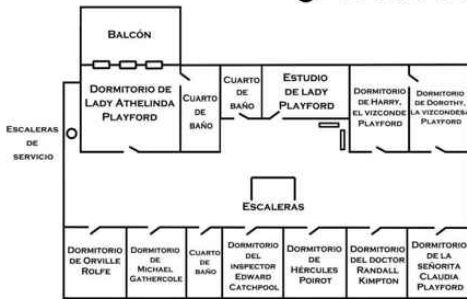 BALCÓN
DORMITORIO DE
LADY ATHELINDA
PLAYFORD
CUARTO
DE
BAÑO
CUARTO
DE
BAÑO
ESTUDIO
DE LADY
PLAYFORD
DORMITORIO
DE HARRY,
EL VIZCONDE
PLAYFORD
DORMITORIO
DE DOROTHY,
LA VIZCONDESA
PLAYFORD
ESCALERAS
DE
SERVICIO
ESCALERAS
DORMITORIO
DE ORVILLE
ROLFE
DORMITORIO
DE
MICHAEL
GATHERCOLE
CUARTO
DE
BAÑO
DORMITORIO
DEL
INSPECTOR
EDWARD
CATCHPOOL
DORMITORIO
DE
HÉRCULES
POIROT
DORMITORIO
DEL DOCTOR
RANDALL
KIMPTON
DORMITORIO
DE LA
SEÑORITA
CLAUDIA
PLAYFORD